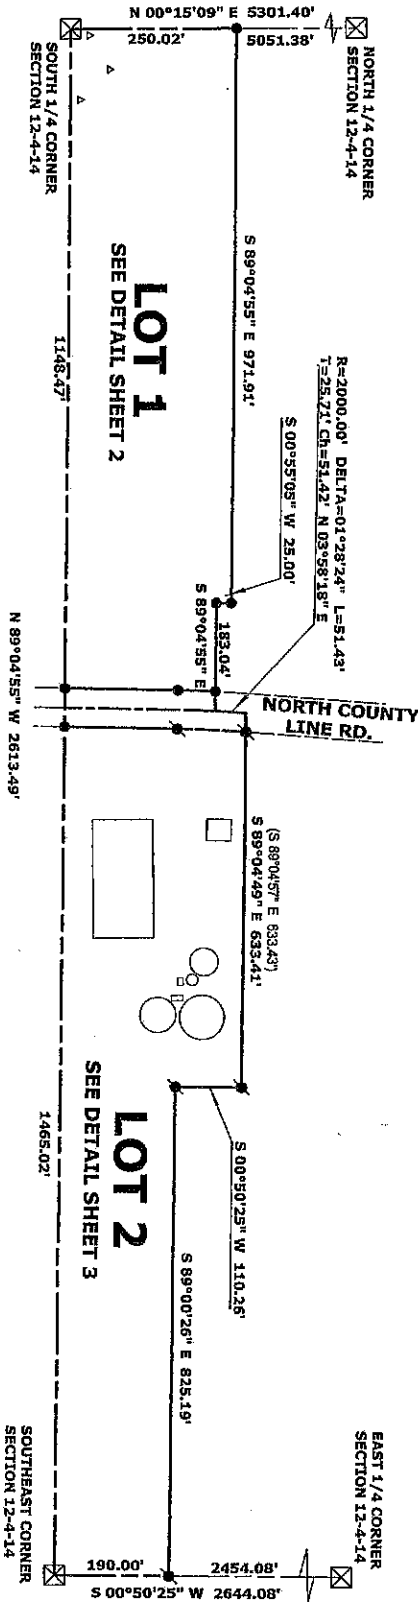 N 00°15'09" E 5301.40'
250.02'
5051.38'
NORTH 1/4 CORNER
SECTION 12-4-14
SOUTH 1/4 CORNER
SECTION 12-4-14
S 89°04'55" E 971.91'
R=2000.00' DELTA=01°28'24" L=51.43'
T=25.71' Ch=51.42' N 03°58'18" E
S 00°55'05" W 25.00'
LOT 1
SEE DETAIL SHEET 2
1148.47'
183.04'
S 89°04'55" E
NORTH COUNTY
LINE RD.
N 89°04'55" W 2613.49'
(S 89°04'57" E 633.43')
S 89°04'49" E 633.41'
LOT 2
SEE DETAIL SHEET 3
1465.02'
S 00°50'25" W 110.26'
S 89°00'26" E 825.19'
EAST 1/4 CORNER
SECTION 12-4-14
SOUTHEAST CORNER
SECTION 12-4-14
190.00'
2454.08'
S 00°50'25" W 2644.08'